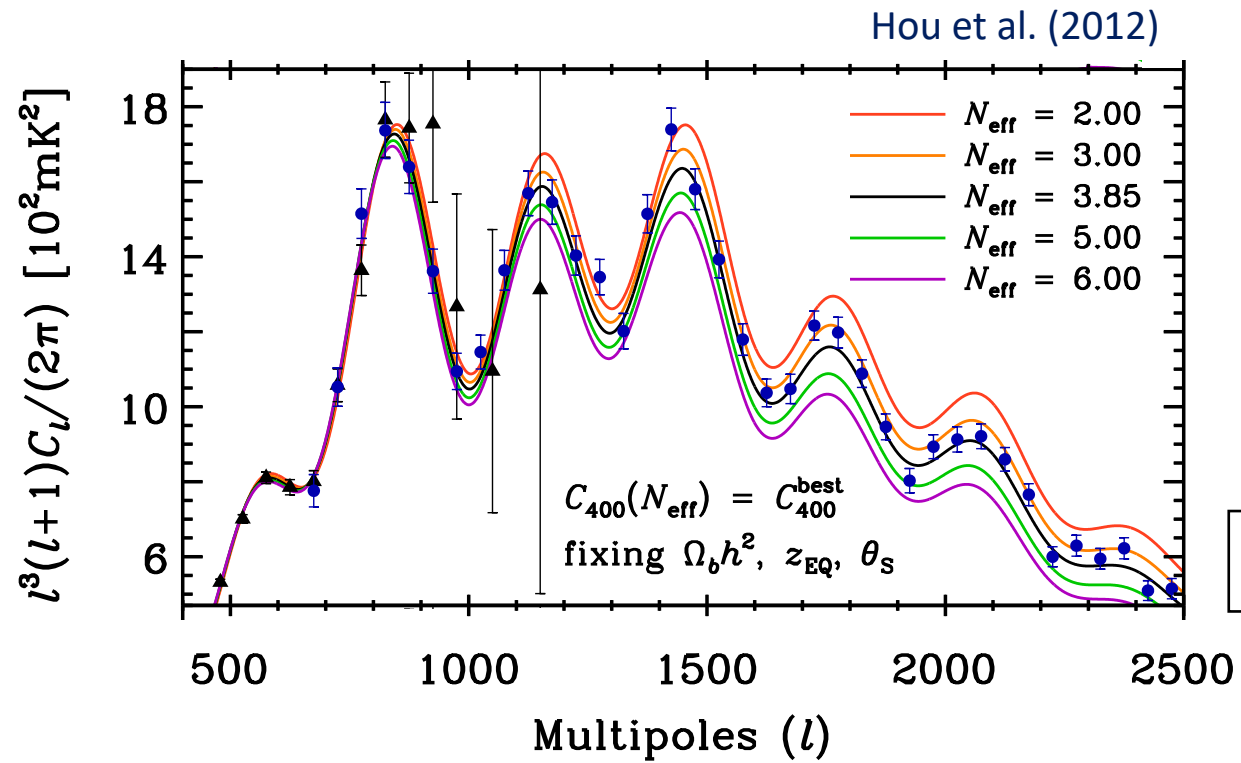 Hou et al. (2012)
l³(l+1)C_l/(2π) [10²mK²]
18
14
10
6
N_eff = 2.00
N_eff = 3.00
N_eff = 3.85
N_eff = 5.00
N_eff = 6.00
C₄₀₀(N_eff) = C₄₀₀^best
fixing Ω_b h², z_EQ, θ_S
500 1000 1500 2000 2500
Multipoles (l)